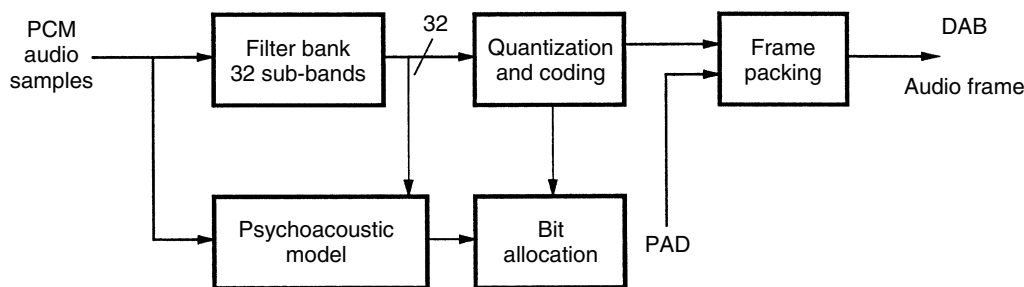 PCM
audio
samples
Filter bank
32 sub-bands
32
Quantization
and coding
Frame
packing
DAB
Audio frame
Psychoacoustic
model
Bit
allocation
PAD